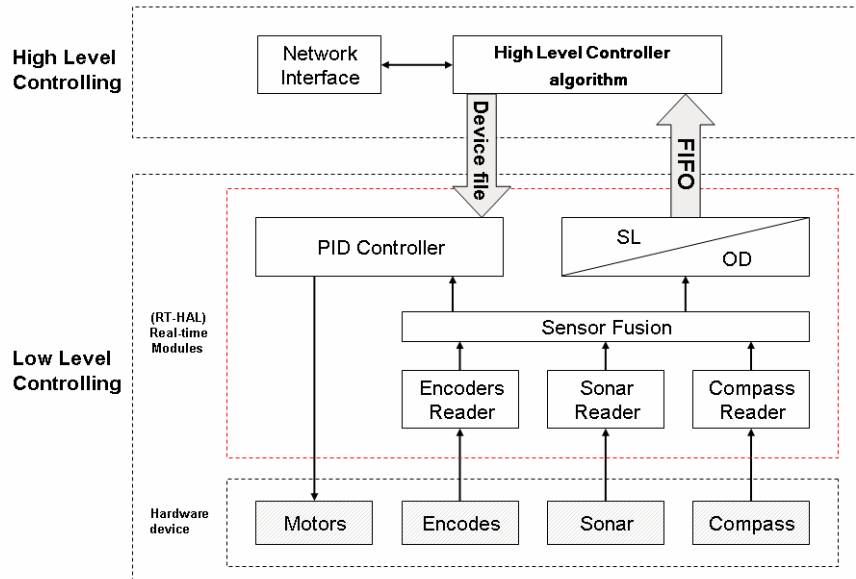 High Level
Controlling
Network
Interface
High Level Controller
algorithm
Device file
FIFO
PID Controller
SL
OD
(RT-HAL)
Real-time
Modules
Sensor Fusion
Low Level
Controlling
Encoders
Reader
Sonar
Reader
Compass
Reader
Hardware
device
Motors
Encodes
Sonar
Compass